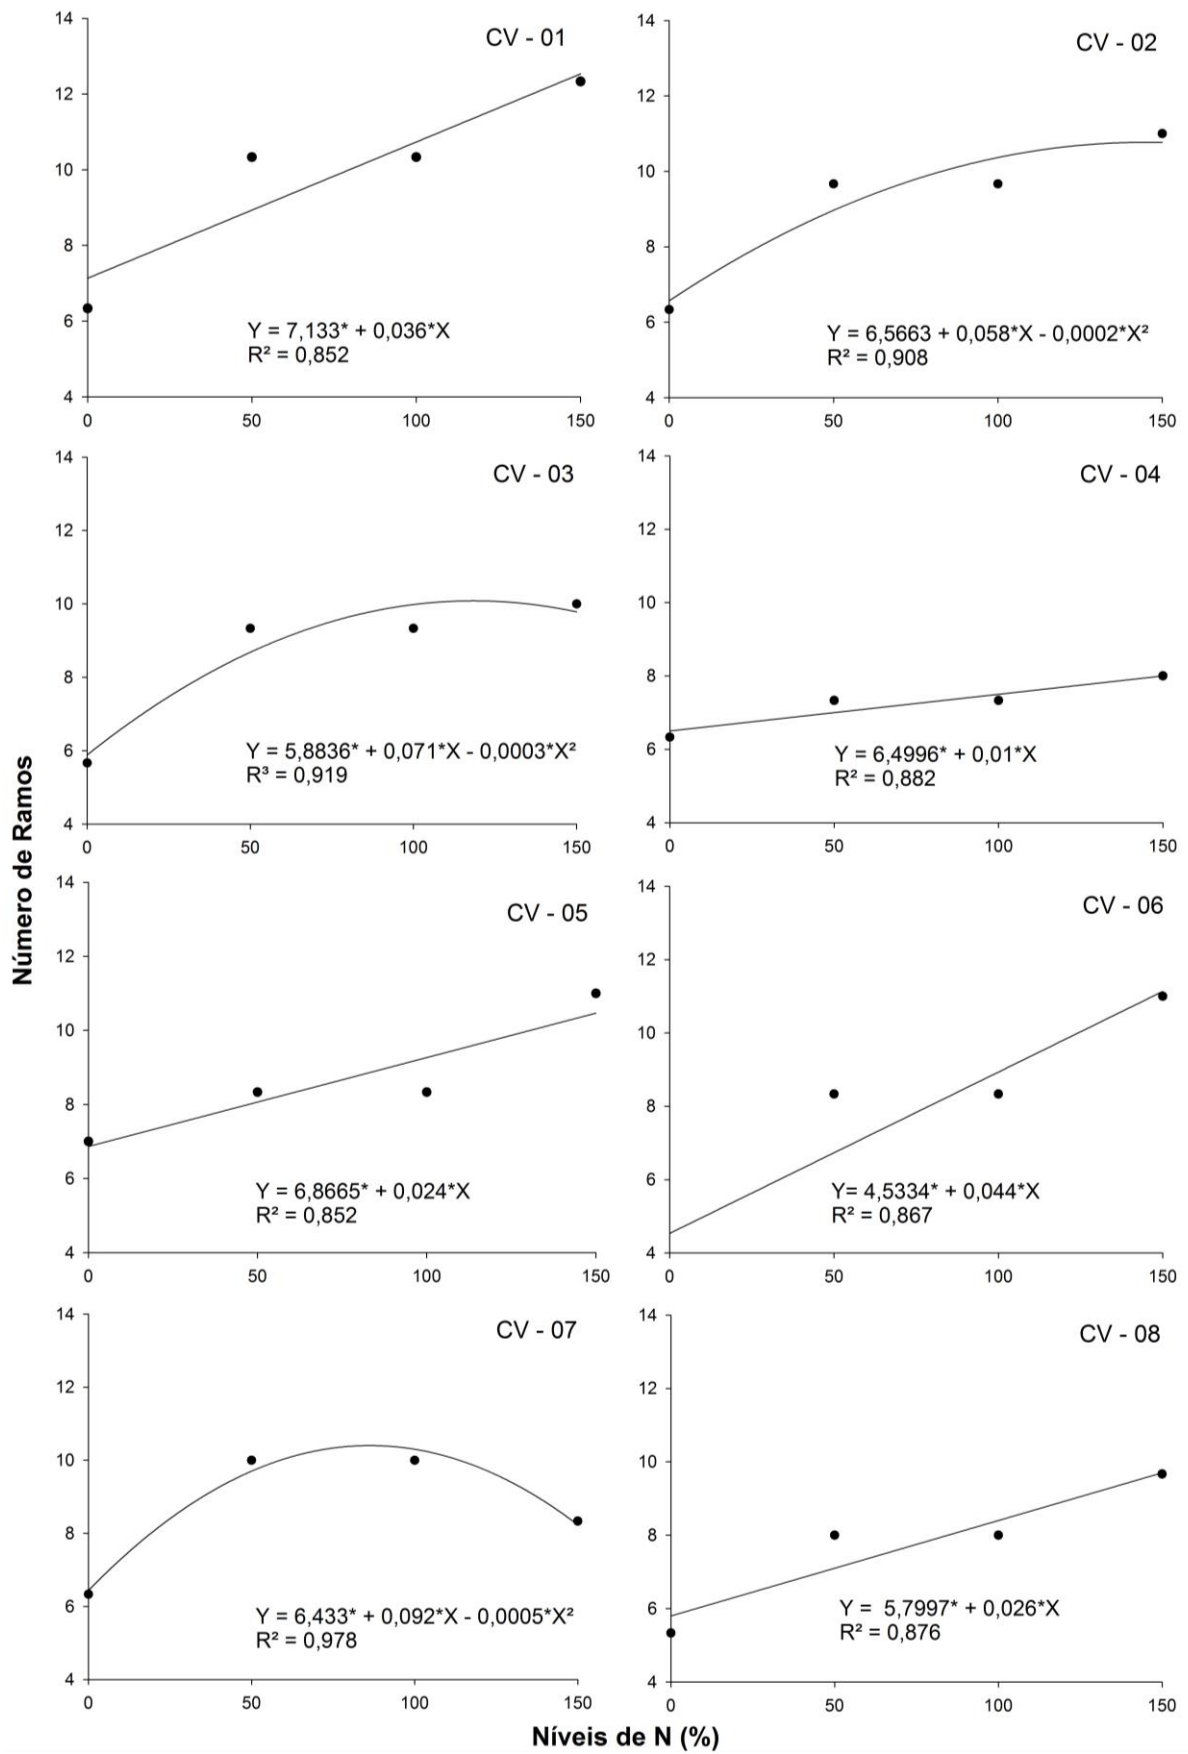 CV - 01
14
12
10
8
6
4
Y = 7,133* + 0,036*X
R² = 0,852
0 50 100 150
CV - 02
14
12
10
8
6
4
Y = 6,5663 + 0,058*X - 0,0002*X²
R² = 0,908
0 50 100 150
CV - 03
14
12
10
8
6
4
Y = 5,8836* + 0,071*X - 0,0003*X²
R³ = 0,919
0 50 100 150
CV - 04
14
12
10
8
6
4
Y = 6,4996* + 0,01*X
R² = 0,882
0 50 100 150
Número de Ramos
CV - 05
14
12
10
8
6
4
Y = 6,8665* + 0,024*X
R² = 0,852
0 50 100 150
CV - 06
14
12
10
8
6
4
Y= 4,5334* + 0,044*X
R² = 0,867
0 50 100 150
CV - 07
14
12
10
8
6
4
Y = 6,433* + 0,092*X - 0,0005*X²
R² = 0,978
0 50 100 150
CV - 08
14
12
10
8
6
4
Y = 5,7997* + 0,026*X
R² = 0,876
0 50 100 150
Níveis de N (%)